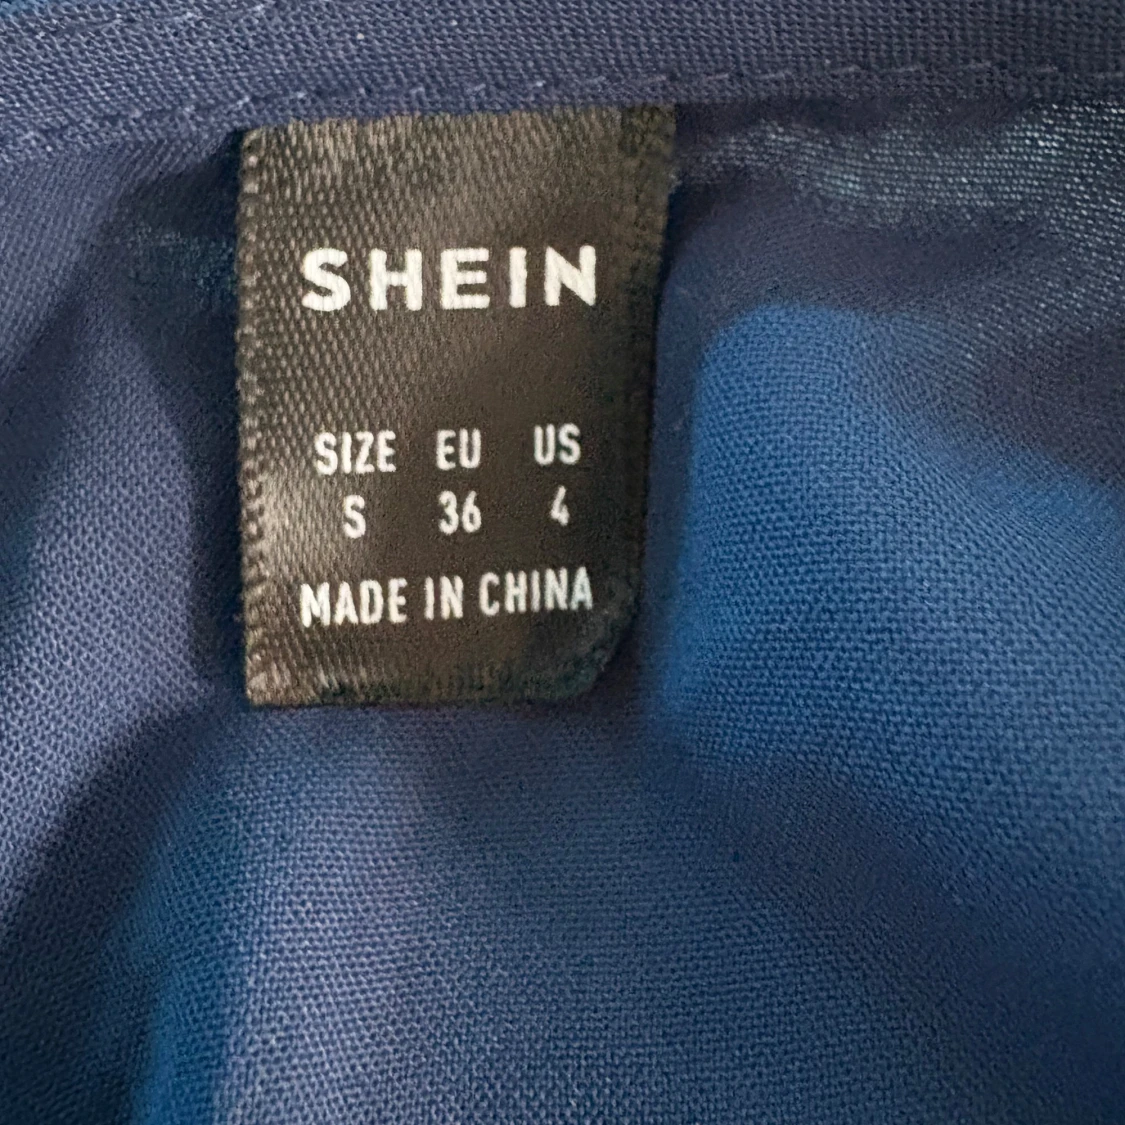 SHEIN
SIZE EU US
S 36 4
MADE IN CHINA